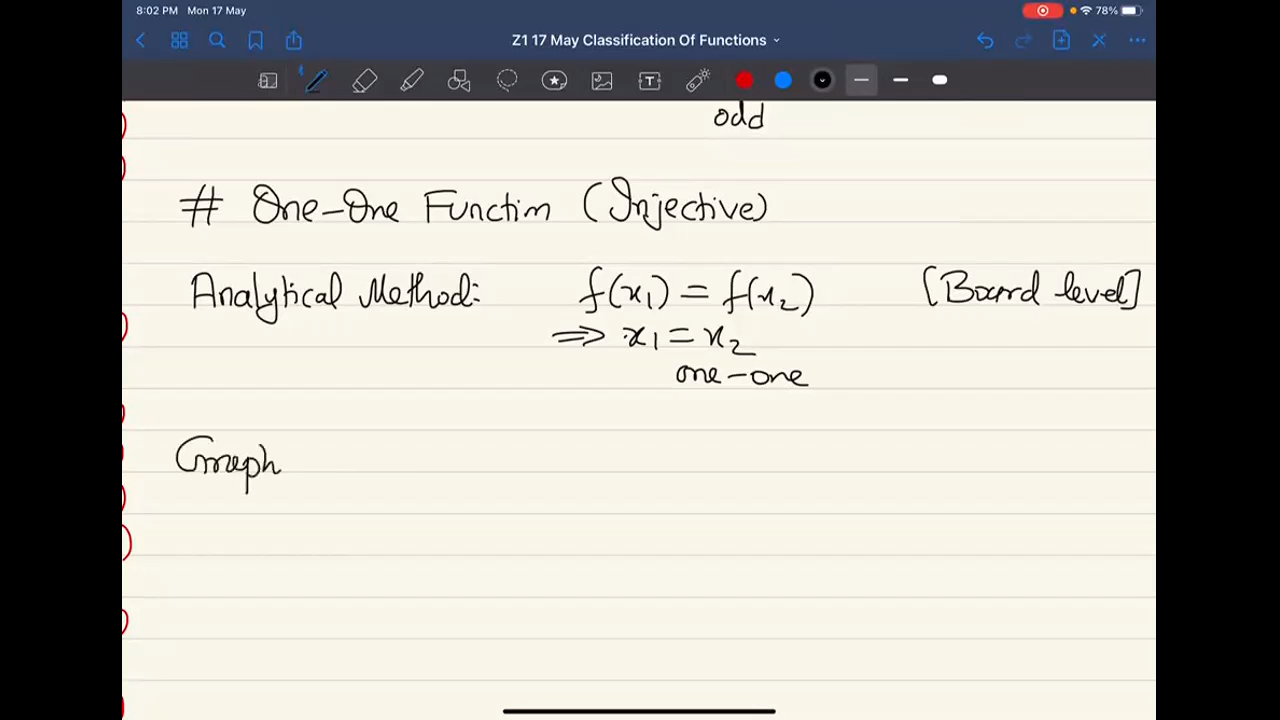 8:02 PM Mon 17 May
78%
Z1 17 May Classification Of Functions
odd
# One-One Function (Injective)
Analytical Method: f(x₁) = f(x₂) [Board level]
⇒ x₁ = x₂
one-one
Graph